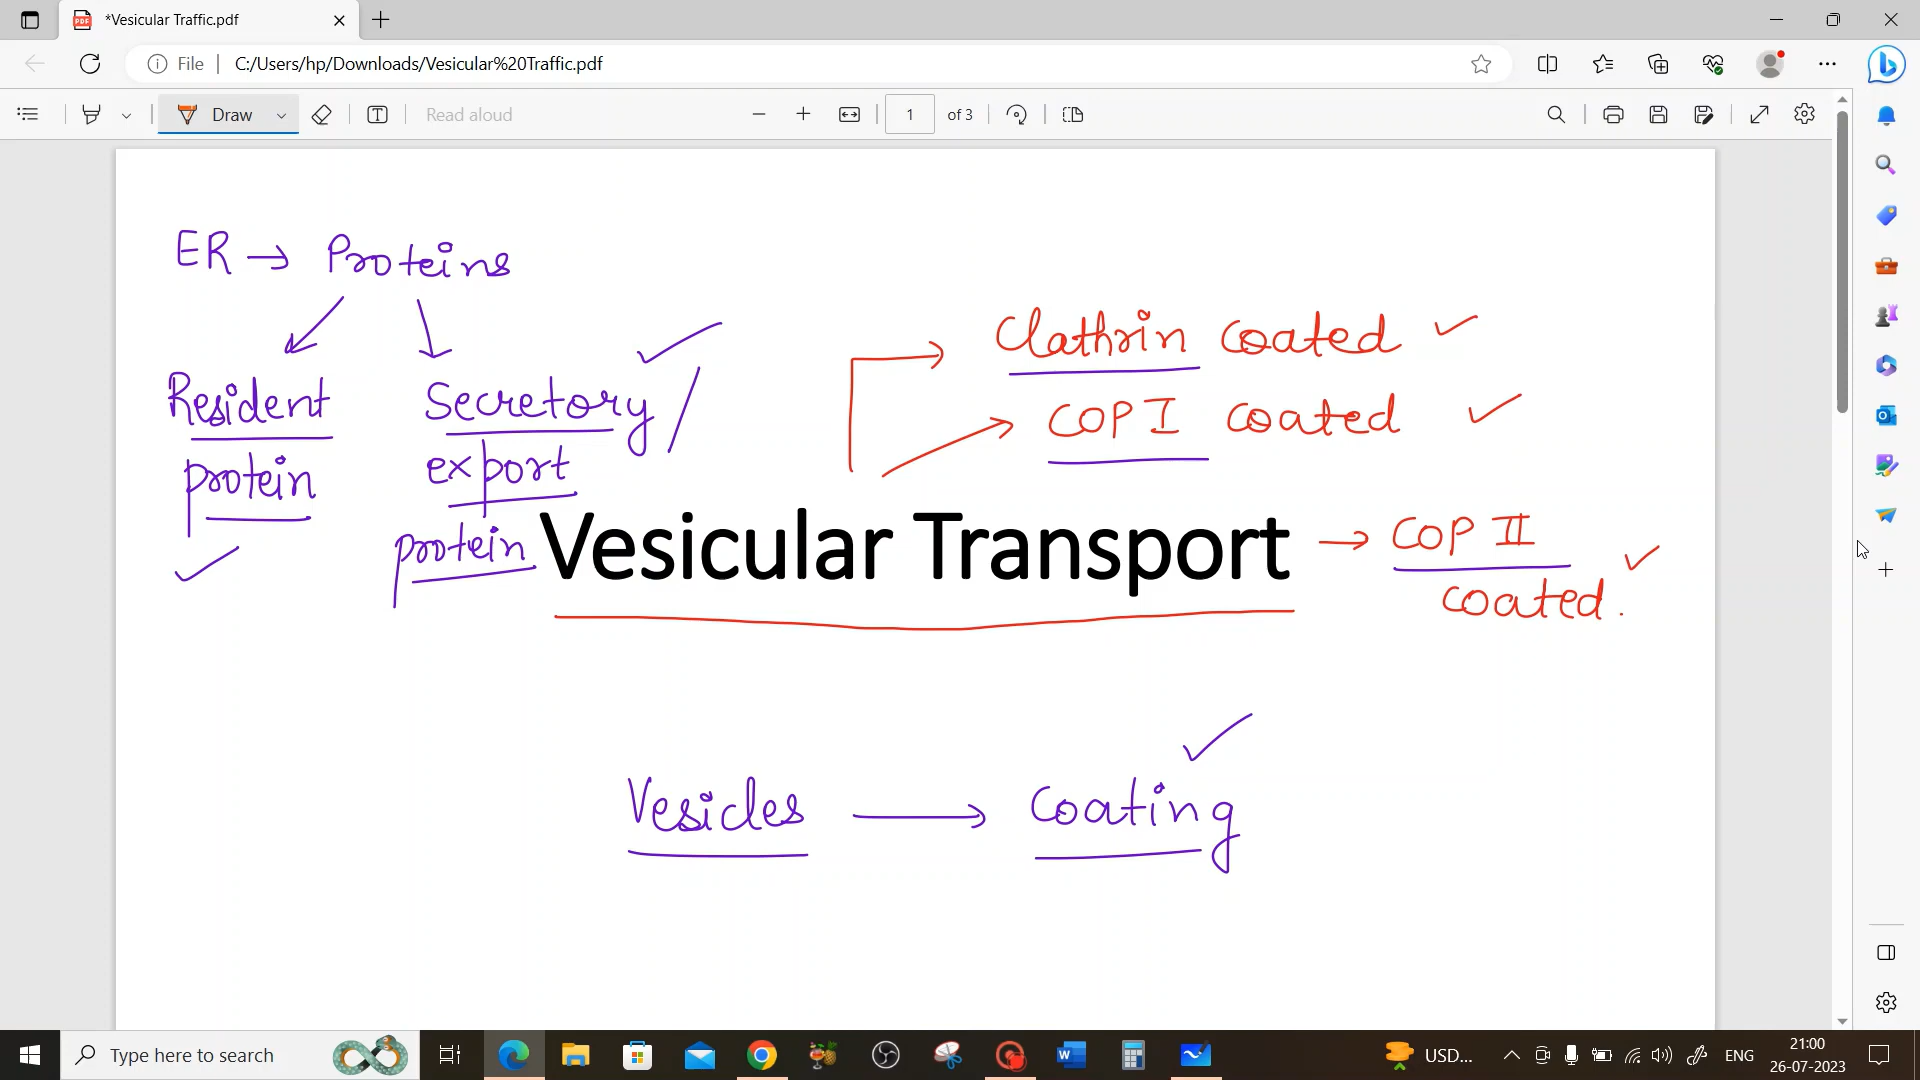 *Vesicular Traffic.pdf
File
C:/Users/hp/Downloads/Vesicular%20Traffic.pdf
Draw
Read aloud
1
of 3
ER → Proteins
Resident
protein
Secretory /
export
protein
Clathrin coated
COP I coated
Vesicular Transport → COP II
coated.
Vesicles → Coating
Type here to search
USD...
ENG
21:00
26-07-2023